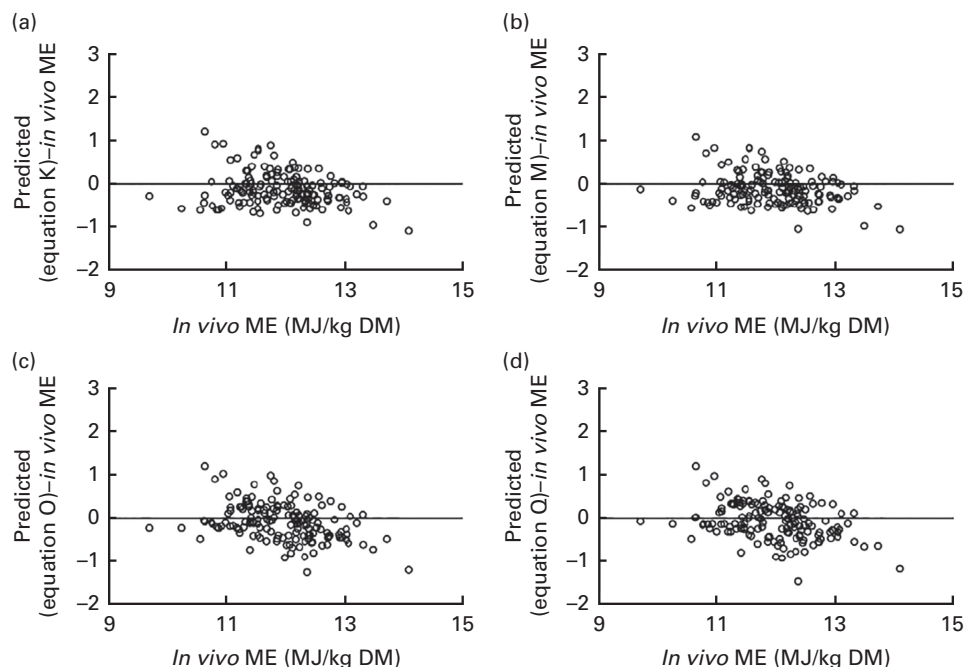 (a)
Predicted
(equation K)–in vivo ME
3
2
1
0
−1
−2
9
11
13
15
In vivo ME (MJ/kg DM)
(b)
Predicted
(equation M)–in vivo ME
3
2
1
0
−1
−2
9
11
13
15
In vivo ME (MJ/kg DM)
(c)
Predicted
(equation O)–in vivo ME
3
2
1
0
−1
−2
9
11
13
15
In vivo ME (MJ/kg DM)
(d)
Predicted
(equation Q)–in vivo ME
3
2
1
0
−1
−2
9
11
13
15
In vivo ME (MJ/kg DM)